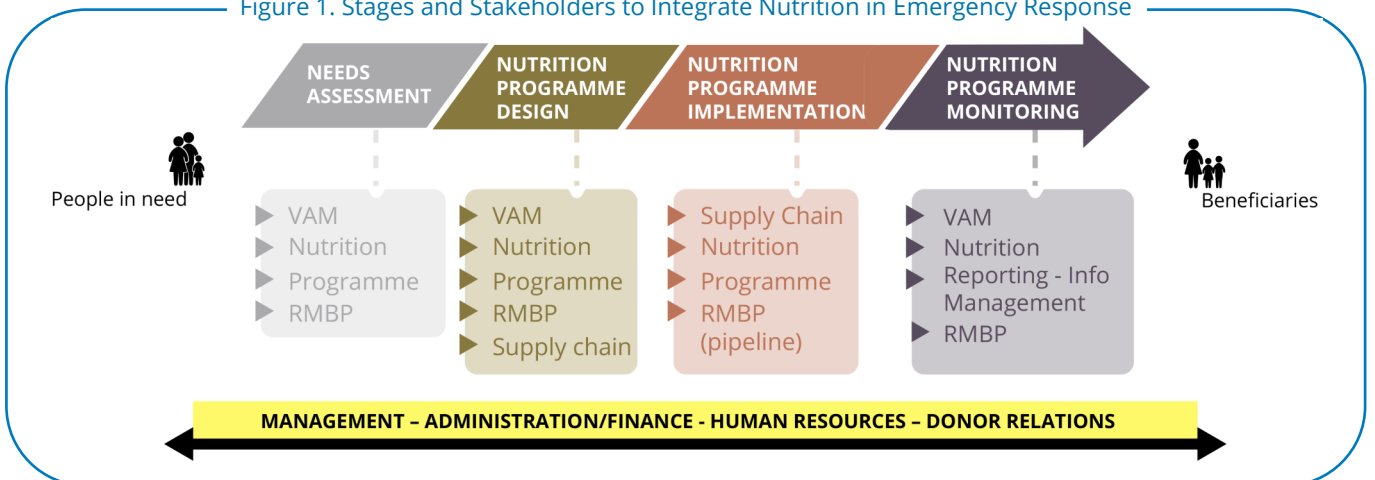 Figure 1. Stages and Stakeholders to Integrate Nutrition in Emergency Response
NEEDS
ASSESSMENT
NUTRITION
PROGRAMME
DESIGN
NUTRITION
PROGRAMME
IMPLEMENTATION
NUTRITION
PROGRAMME
MONITORING
People in need
Beneficiaries
VAM
Nutrition
Programme
RMBP
VAM
Nutrition
Programme
RMBP
Supply chain
Supply Chain
Nutrition
Programme
RMBP
(pipeline)
VAM
Nutrition
Reporting - Info
Management
RMBP
MANAGEMENT – ADMINISTRATION/FINANCE - HUMAN RESOURCES – DONOR RELATIONS